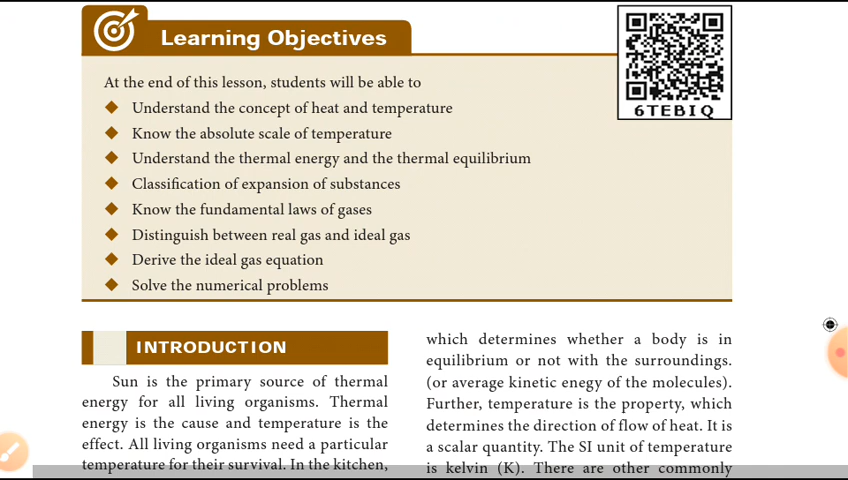 Learning Objectives
6TEBIQ
At the end of this lesson, students will be able to
Understand the concept of heat and temperature
Know the absolute scale of temperature
Understand the thermal energy and the thermal equilibrium
Classification of expansion of substances
Know the fundamental laws of gases
Distinguish between real gas and ideal gas
Derive the ideal gas equation
Solve the numerical problems
INTRODUCTION
Sun is the primary source of thermal
energy for all living organisms. Thermal
energy is the cause and temperature is the
effect. All living organisms need a particular
temperature for their survival. In the kitchen,
which determines whether a body is in
equilibrium or not with the surroundings.
(or average kinetic enegy of the molecules).
Further, temperature is the property, which
determines the direction of flow of heat. It is
a scalar quantity. The SI unit of temperature
is kelvin (K). There are other commonly